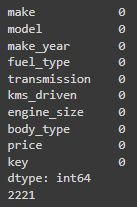 make 0
model 0
make_year 0
fuel_type 0
transmission 0
kms_driven 0
engine_size 0
body_type 0
price 0
key 0
dtype: int64
2221